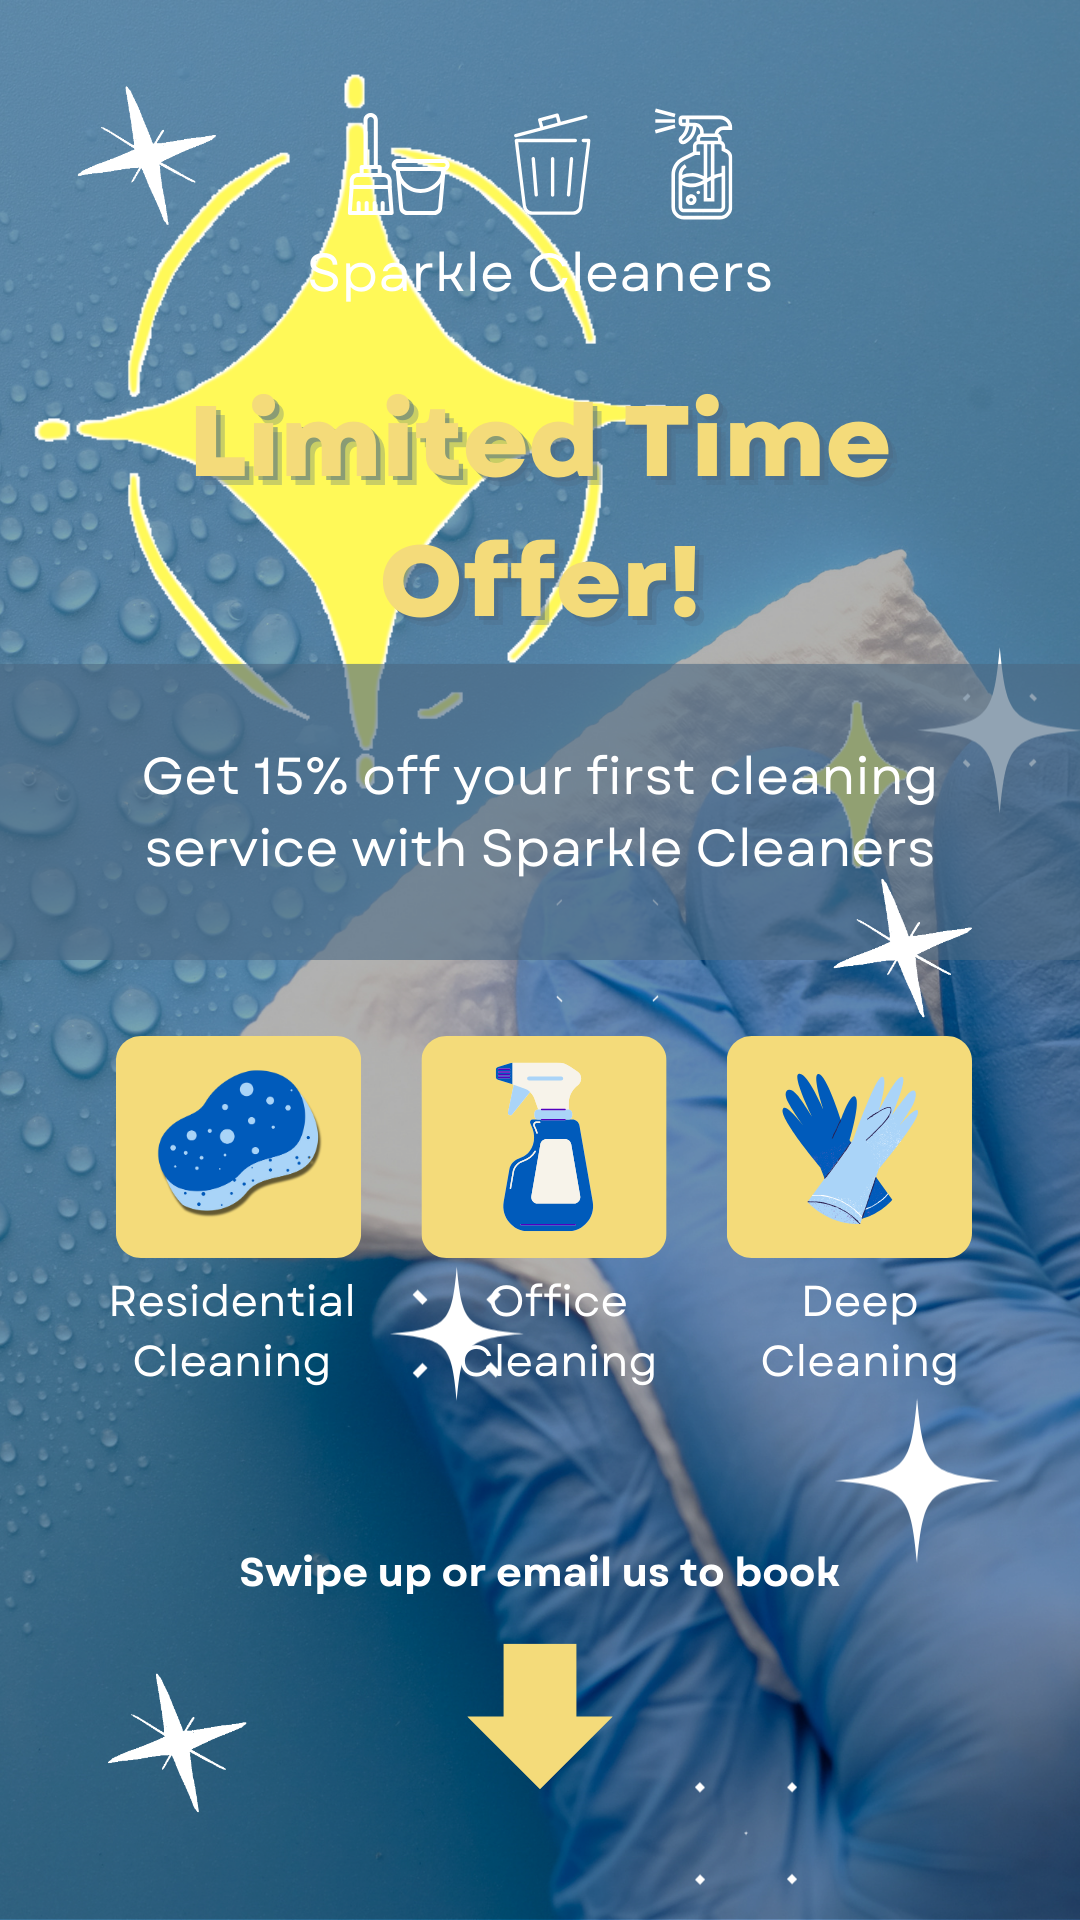 Sparkle Cleaners
Limited Time
Offer!
Get 15% off your first cleaning
service with Sparkle Cleaners
Residential
Cleaning
Office
Cleaning
Deep
Cleaning
Swipe up or email us to book